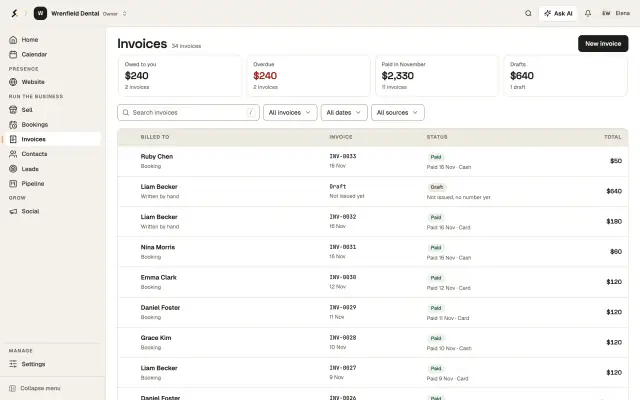 W Wrenfield Dental Owner
Ask AI
EW Elena
Home
Calendar
PRESENCE
Website
RUN THE BUSINESS
Sell
Bookings
Invoices
Contacts
Leads
Pipeline
GROW
Social
MANAGE
Settings
Collapse menu
Invoices 34 invoices
New invoice
Owed to you
$240
2 invoices
Overdue
$240
2 invoices
Paid in November
$2,330
11 invoices
Drafts
$640
1 draft
Search invoices /
All invoices
All dates
All sources
BILLED TO INVOICE STATUS TOTAL
Ruby Chen INV-0033 Paid $50
Booking 16 Nov Paid 16 Nov · Cash
Liam Becker Draft Draft $640
Written by hand Not issued yet Not issued, no number yet
Liam Becker INV-0032 Paid $180
Written by hand 16 Nov Paid 16 Nov · Card
Nina Morris INV-0031 Paid $60
Booking 15 Nov Paid 15 Nov · Cash
Emma Clark INV-0030 Paid $120
Booking 12 Nov Paid 12 Nov · Card
Daniel Foster INV-0029 Paid $120
Booking 11 Nov Paid 11 Nov · Card
Grace Kim INV-0028 Paid $120
Booking 10 Nov Paid 10 Nov · Cash
Liam Becker INV-0027 Paid $120
Booking 9 Nov Paid 9 Nov · Card
Daniel Foster INV-0026 Paid